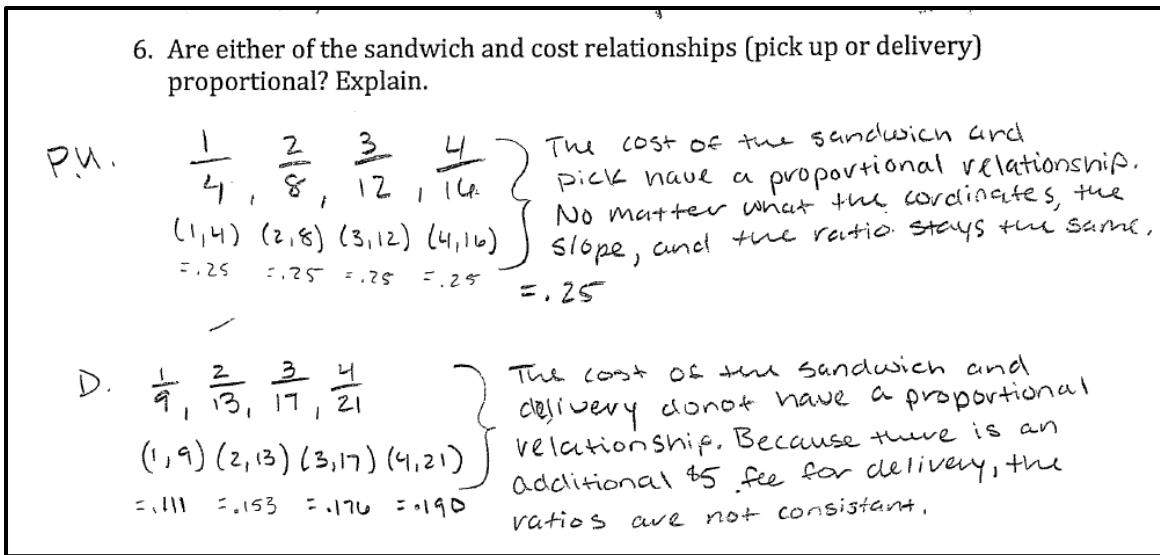 6. Are either of the sandwich and cost relationships (pick up or delivery)
proportional? Explain.
P.U. 1/4, 2/8, 3/12, 4/16
(1,4) (2,8) (3,12) (4,16)
=.25 =.25 =.25 =.25
The cost of the sandwich and
pick have a proportional relationship.
No matter what the cordinates, the
slope, and the ratio stays the same.
=.25
D. 1/9, 2/13, 3/17, 4/21
(1,9) (2,13) (3,17) (4,21)
=.111 =.153 =.176 =.190
The cost of the sandwich and
delivery donot have a proportional
relationship. Because there is an
additional $5 fee for delivery, the
ratios are not consistant.